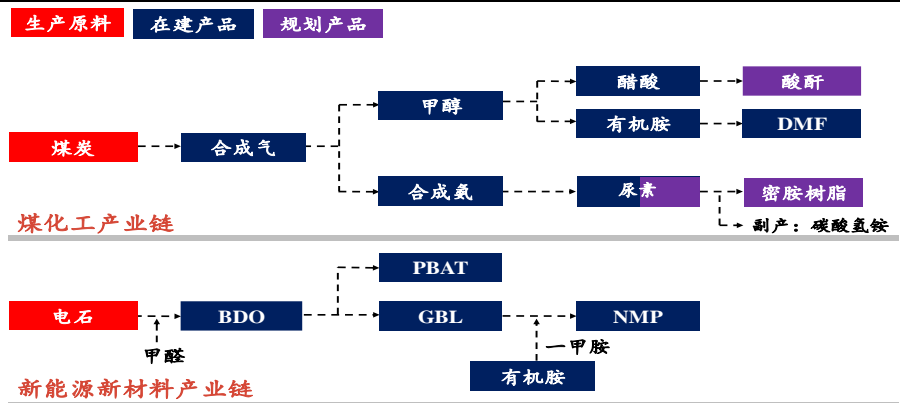 生产原料 在建产品 规划产品
醋酸 酸酐
甲醇
有机胺 DMF
煤炭 合成气
合成氨 尿素 密胺树脂
煤化工产业链
副产：碳酸氢铵
PBAT
电石 BDO GBL NMP
甲醛 一甲胺
有机胺
新能源新材料产业链